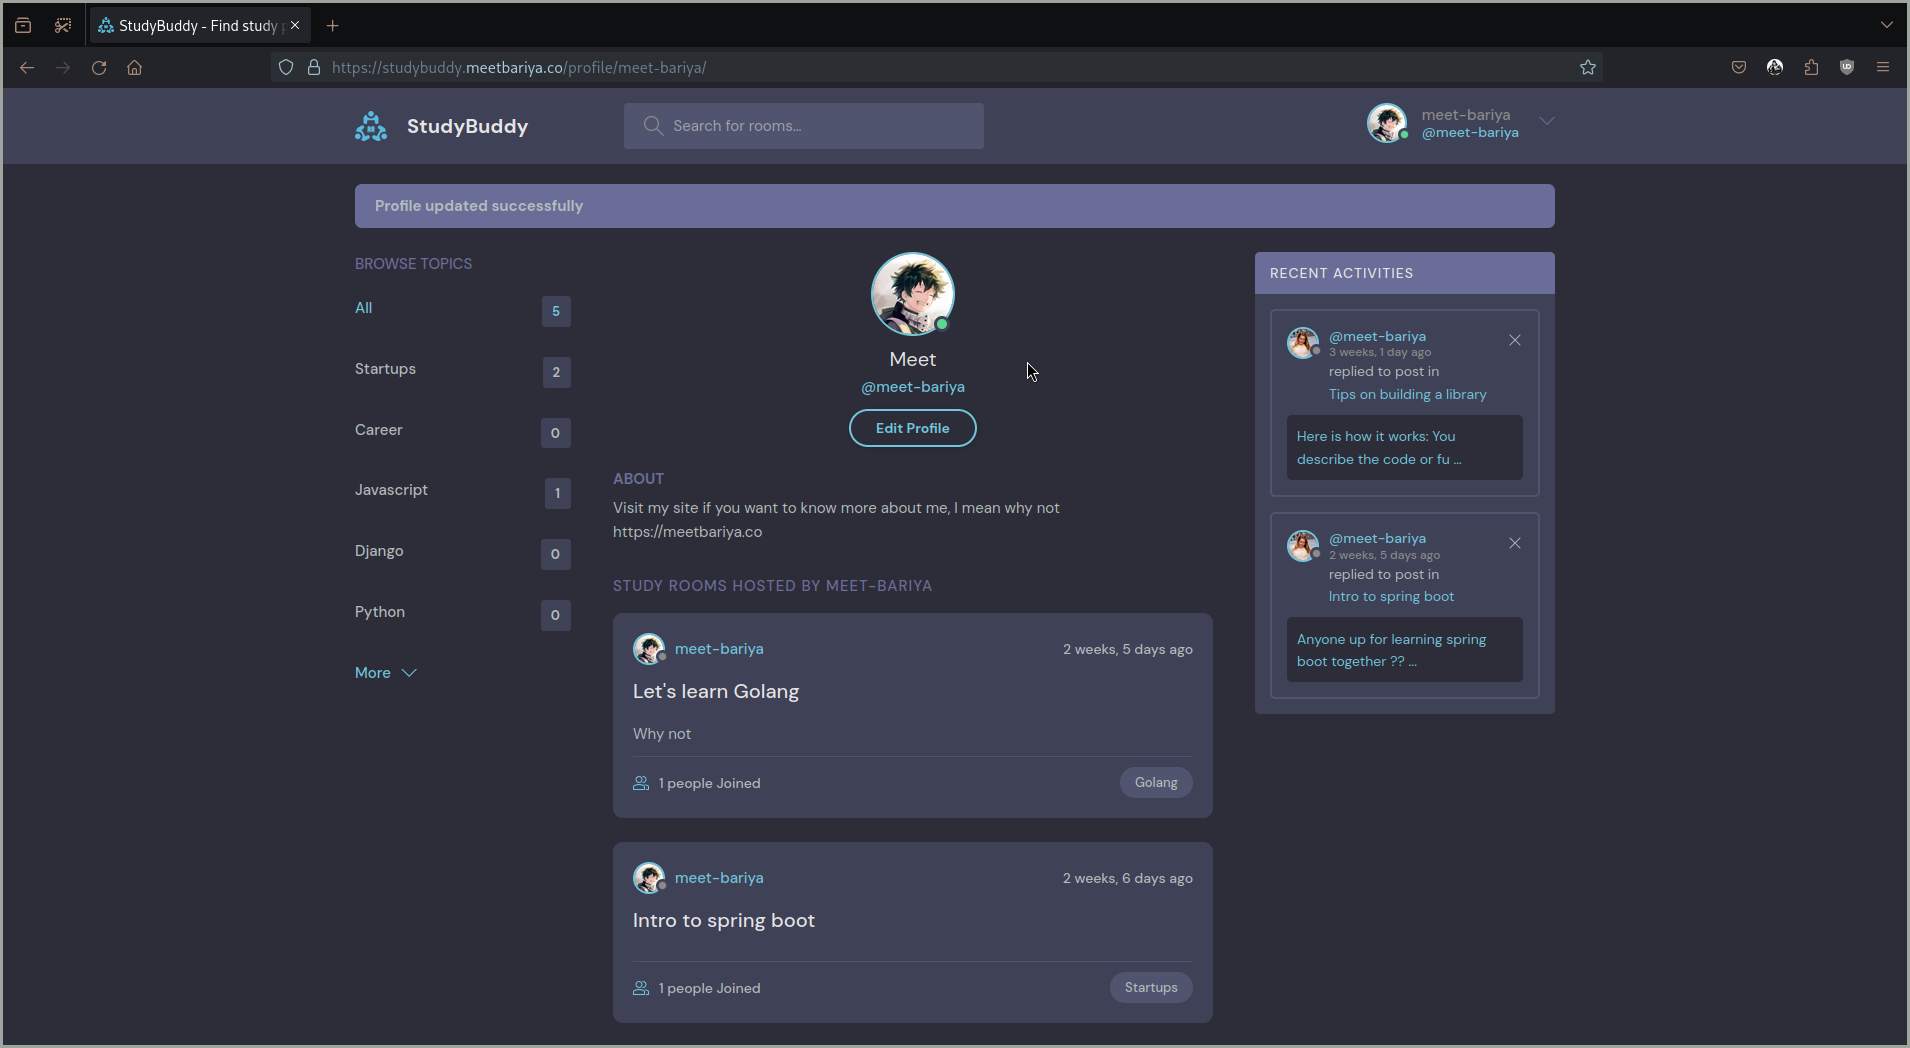 StudyBuddy - Find study
https://studybuddy.meetbariya.co/profile/meet-bariya/
StudyBuddy
Search for rooms...
meet-bariya
@meet-bariya
Profile updated successfully
BROWSE TOPICS
All 5
Startups 2
Career 0
Javascript 1
Django 0
Python 0
More
Meet
@meet-bariya
Edit Profile
ABOUT
Visit my site if you want to know more about me, I mean why not
https://meetbariya.co
STUDY ROOMS HOSTED BY MEET-BARIYA
meet-bariya 2 weeks, 5 days ago
Let's learn Golang
Why not
1 people Joined Golang
meet-bariya 2 weeks, 6 days ago
Intro to spring boot
1 people Joined Startups
RECENT ACTIVITIES
@meet-bariya
3 weeks, 1 day ago
replied to post in
Tips on building a library
Here is how it works: You
describe the code or fu ...
@meet-bariya
2 weeks, 5 days ago
replied to post in
Intro to spring boot
Anyone up for learning spring
boot together ?? ...